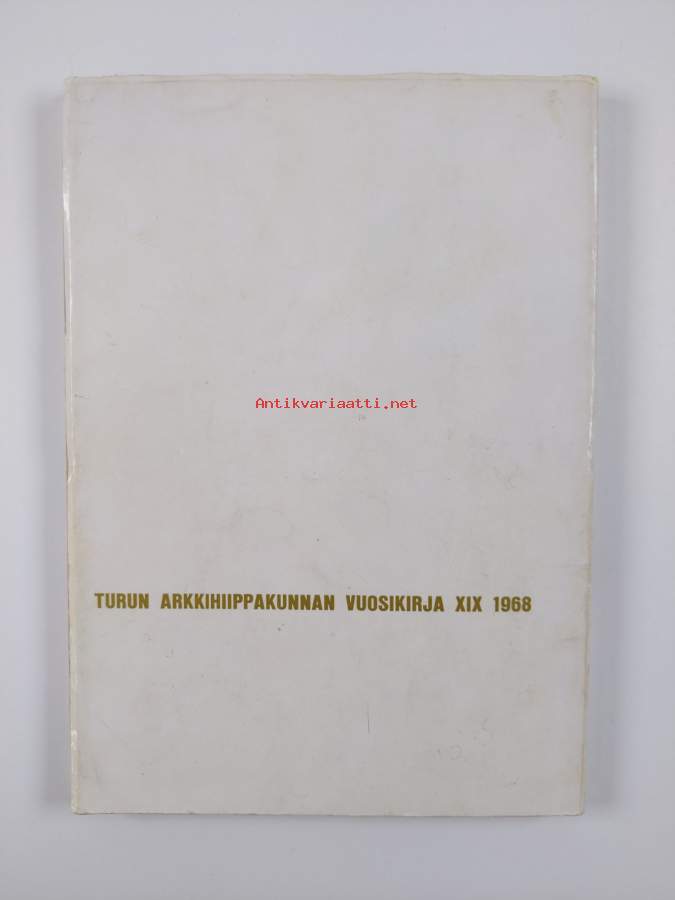 Antikvariaatti.net
TURUN ARKKIHIIPPAKUNNAN VUOSIKIRJA XIX 1968